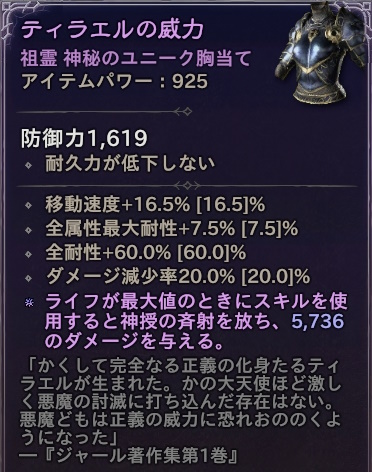 ティラエルの威力
祖霊 神秘のユニーク胸当て
アイテムパワー：925
防御力1,619
耐久力が低下しない
移動速度+16.5% [16.5]%
全属性最大耐性+7.5% [7.5]%
全耐性+60.0% [60.0]%
ダメージ減少率20.0% [20.0]%
ライフが最大値のときにスキルを使
用すると神授の斉射を放ち、5,736
のダメージを与える。
「かくして完全なる正義の化身たるティ
ラエルが生まれた。かの大天使ほど激し
く悪魔の討滅に打ち込んだ存在はない。
悪魔どもは正義の威力に恐れおののくよ
うになった」
―『ジャール著作集第1巻』